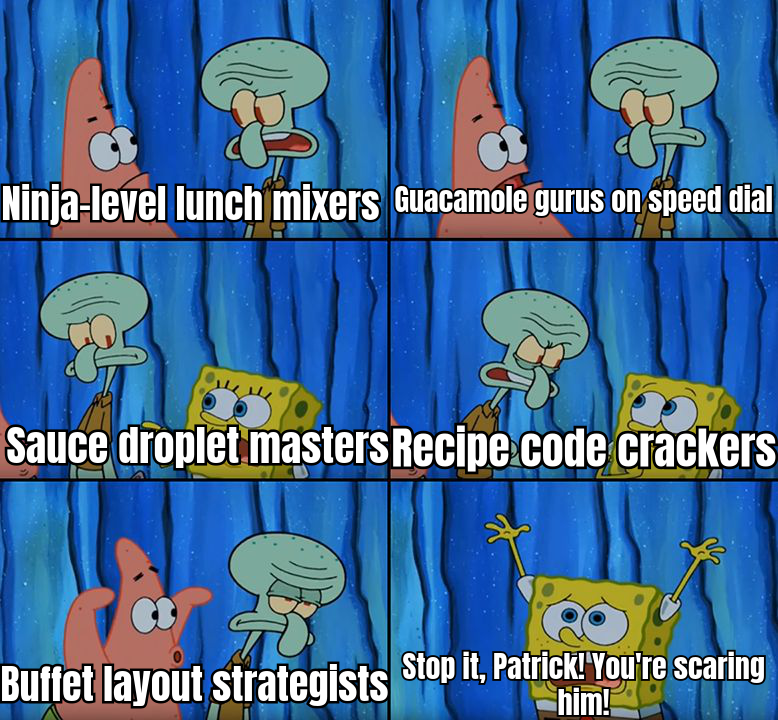 Ninja-level lunch mixers
Guacamole gurus on speed dial
Sauce droplet masters
Recipe code crackers
Buffet layout strategists
Stop it, Patrick! You're scaring
him!